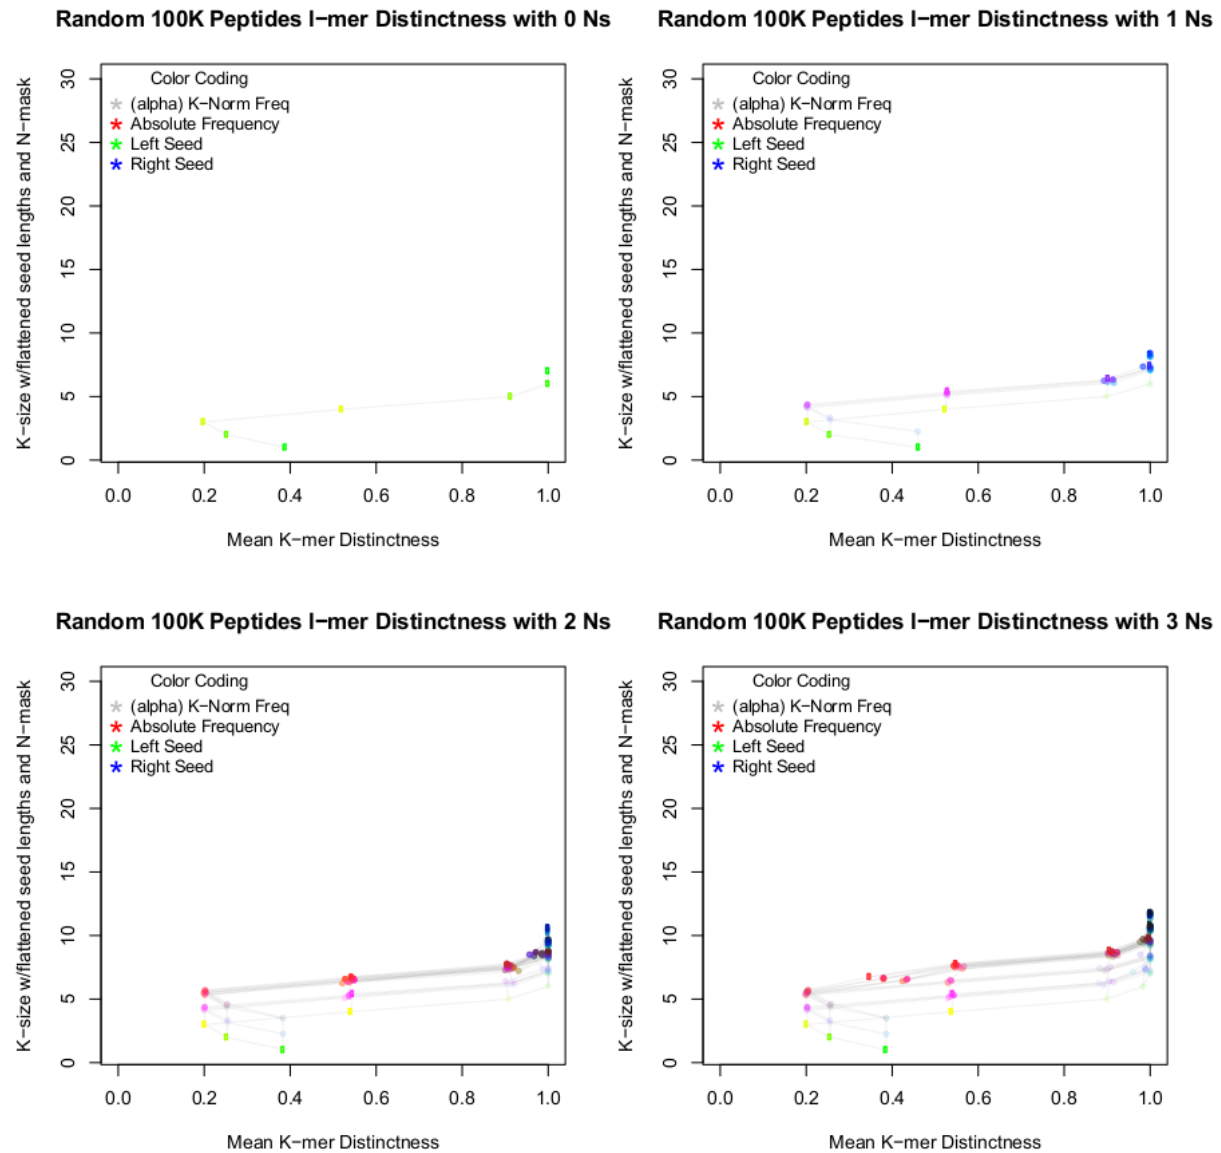 Random 100K Peptides I−mer Distinctness with 0 Ns
K−size w/flattened seed lengths and N−mask
30
25
20
15
10
5
0
Color Coding
(alpha) K−Norm Freq
Absolute Frequency
Left Seed
Right Seed
0.0 0.2 0.4 0.6 0.8 1.0
Mean K−mer Distinctness
Random 100K Peptides I−mer Distinctness with 1 Ns
K−size w/flattened seed lengths and N−mask
30
25
20
15
10
5
0
Color Coding
(alpha) K−Norm Freq
Absolute Frequency
Left Seed
Right Seed
0.0 0.2 0.4 0.6 0.8 1.0
Mean K−mer Distinctness
Random 100K Peptides I−mer Distinctness with 2 Ns
K−size w/flattened seed lengths and N−mask
30
25
20
15
10
5
0
Color Coding
(alpha) K−Norm Freq
Absolute Frequency
Left Seed
Right Seed
0.0 0.2 0.4 0.6 0.8 1.0
Mean K−mer Distinctness
Random 100K Peptides I−mer Distinctness with 3 Ns
K−size w/flattened seed lengths and N−mask
30
25
20
15
10
5
0
Color Coding
(alpha) K−Norm Freq
Absolute Frequency
Left Seed
Right Seed
0.0 0.2 0.4 0.6 0.8 1.0
Mean K−mer Distinctness